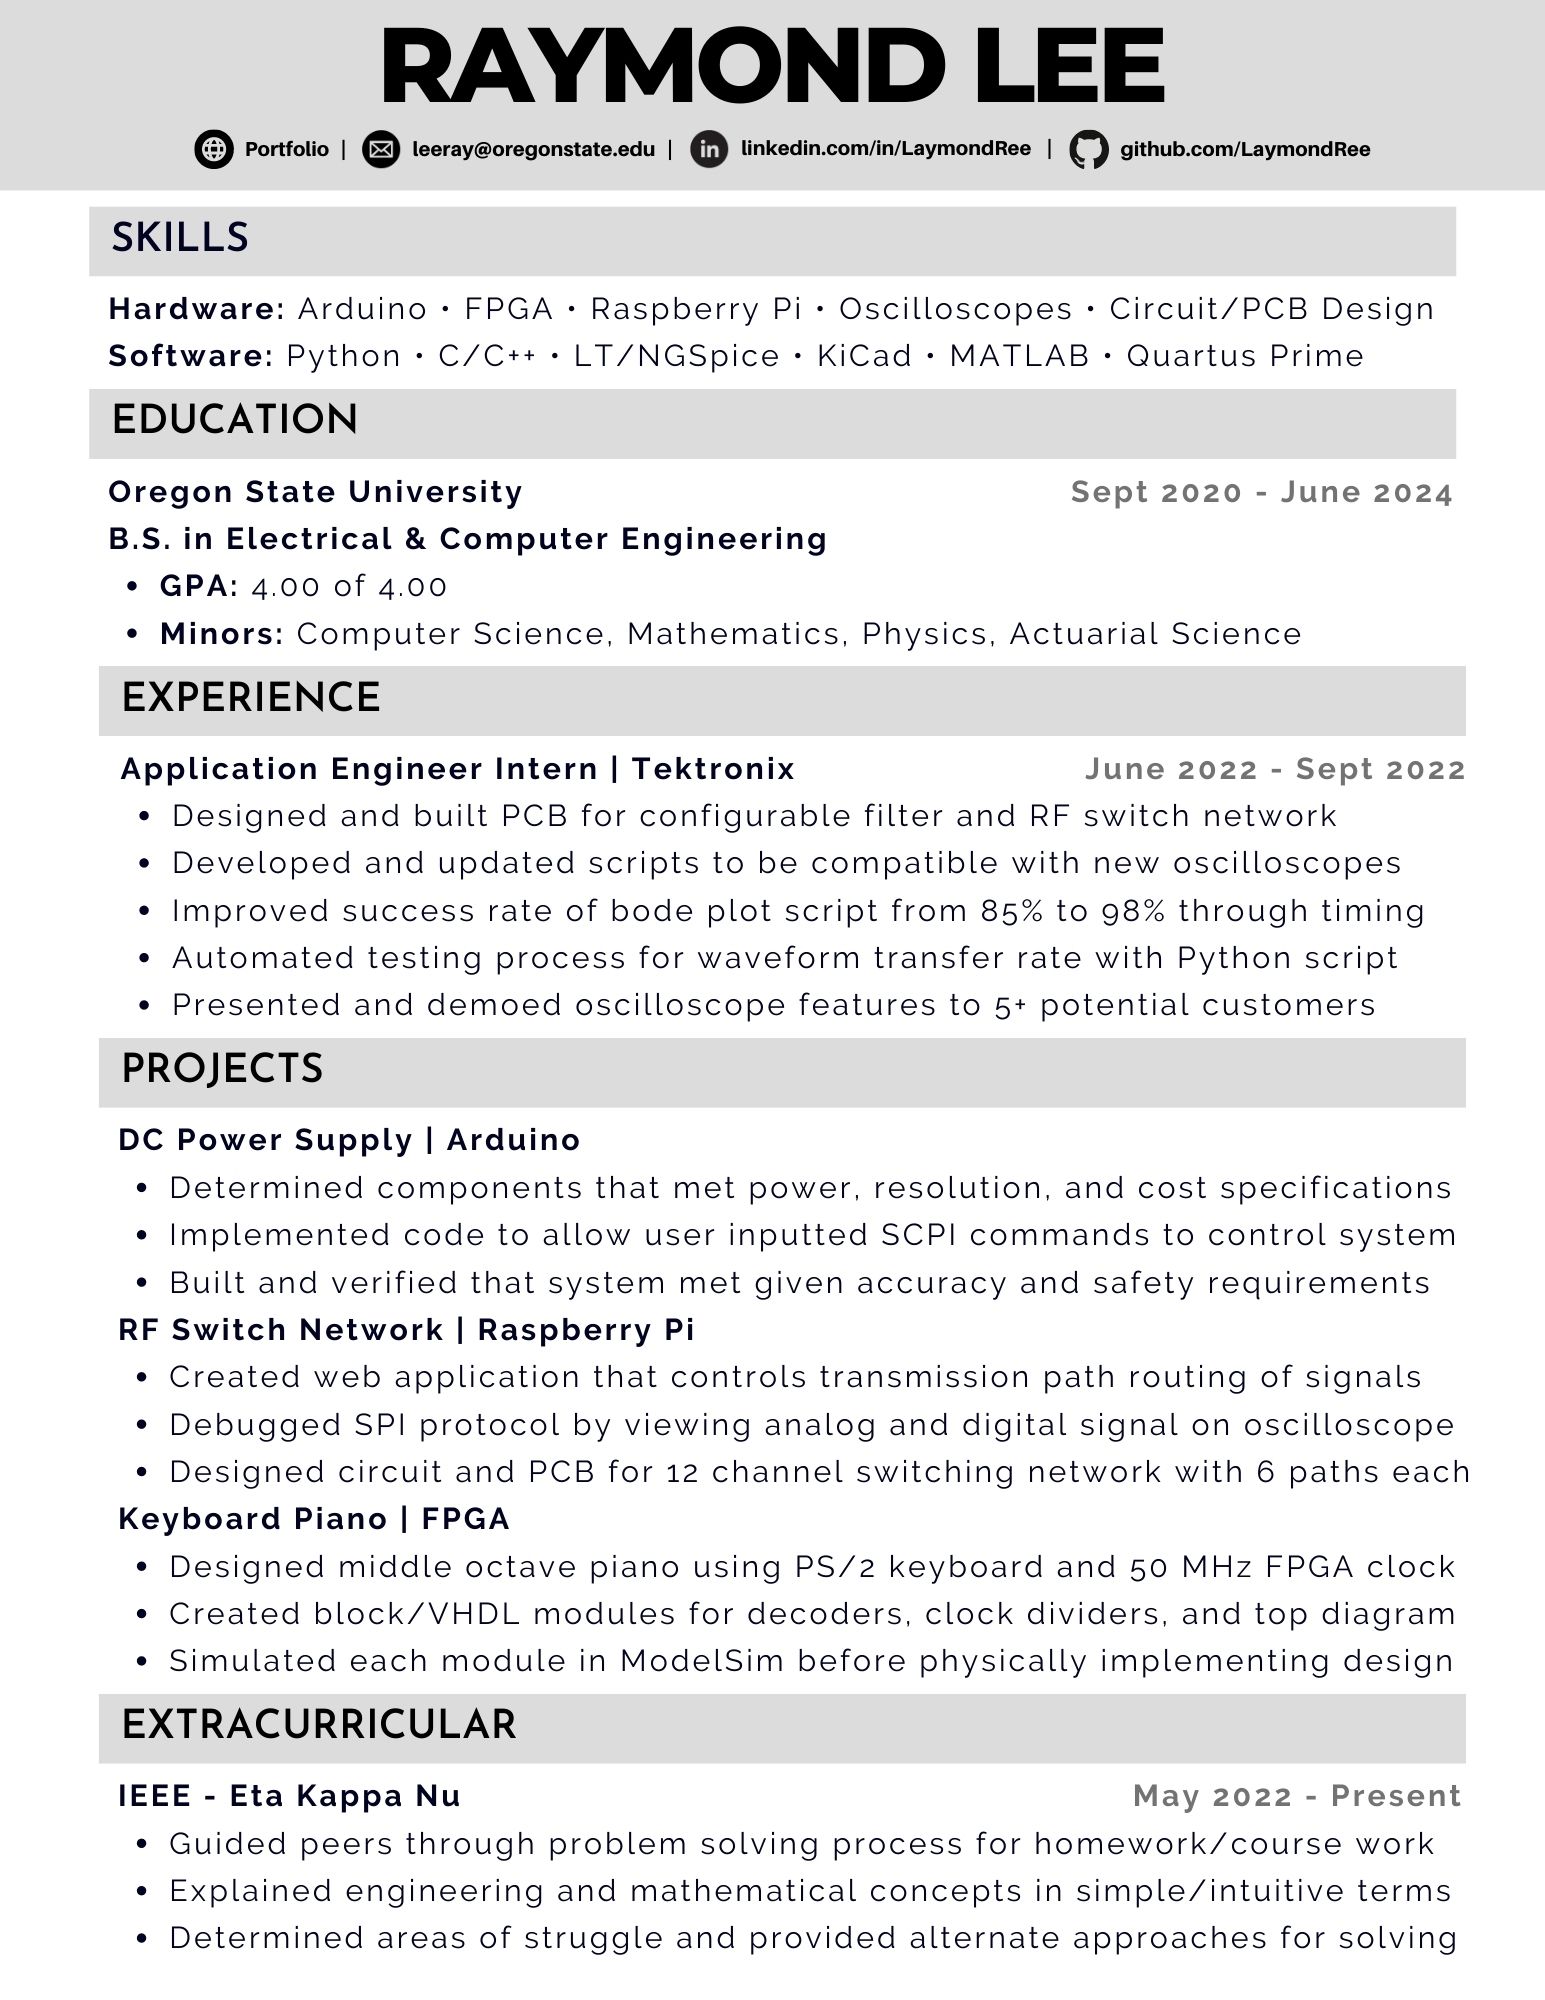 RAYMOND LEE
Portfolio | leeray@oregonstate.edu | linkedin.com/in/LaymondRee | github.com/LaymondRee
SKILLS
Hardware: Arduino • FPGA • Raspberry Pi • Oscilloscopes • Circuit/PCB Design
Software: Python • C/C++ • LT/NGSpice • KiCad • MATLAB • Quartus Prime
EDUCATION
Oregon State University Sept 2020 - June 2024
B.S. in Electrical & Computer Engineering
• GPA: 4.00 of 4.00
• Minors: Computer Science, Mathematics, Physics, Actuarial Science
EXPERIENCE
Application Engineer Intern | Tektronix June 2022 - Sept 2022
• Designed and built PCB for configurable filter and RF switch network
• Developed and updated scripts to be compatible with new oscilloscopes
• Improved success rate of bode plot script from 85% to 98% through timing
• Automated testing process for waveform transfer rate with Python script
• Presented and demoed oscilloscope features to 5+ potential customers
PROJECTS
DC Power Supply | Arduino
• Determined components that met power, resolution, and cost specifications
• Implemented code to allow user inputted SCPI commands to control system
• Built and verified that system met given accuracy and safety requirements
RF Switch Network | Raspberry Pi
• Created web application that controls transmission path routing of signals
• Debugged SPI protocol by viewing analog and digital signal on oscilloscope
• Designed circuit and PCB for 12 channel switching network with 6 paths each
Keyboard Piano | FPGA
• Designed middle octave piano using PS/2 keyboard and 50 MHz FPGA clock
• Created block/VHDL modules for decoders, clock dividers, and top diagram
• Simulated each module in ModelSim before physically implementing design
EXTRACURRICULAR
IEEE - Eta Kappa Nu May 2022 - Present
• Guided peers through problem solving process for homework/course work
• Explained engineering and mathematical concepts in simple/intuitive terms
• Determined areas of struggle and provided alternate approaches for solving